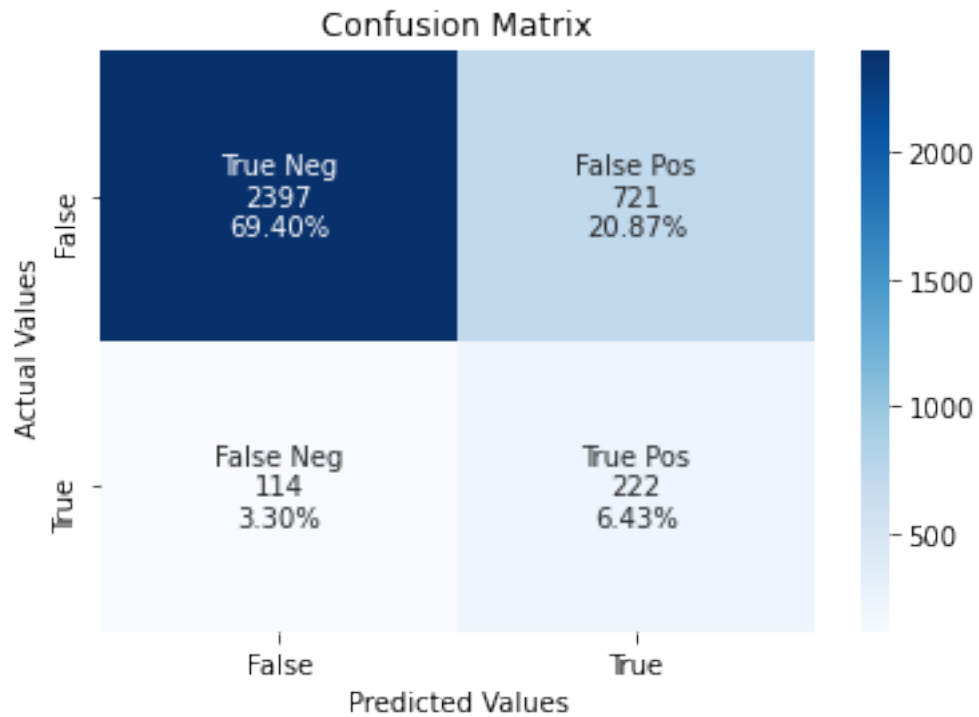 Confusion Matrix
True Neg
2397
69.40%
False Pos
721
20.87%
False Neg
114
3.30%
True Pos
222
6.43%
Actual Values
False
True
False
True
Predicted Values
2000
1500
1000
500